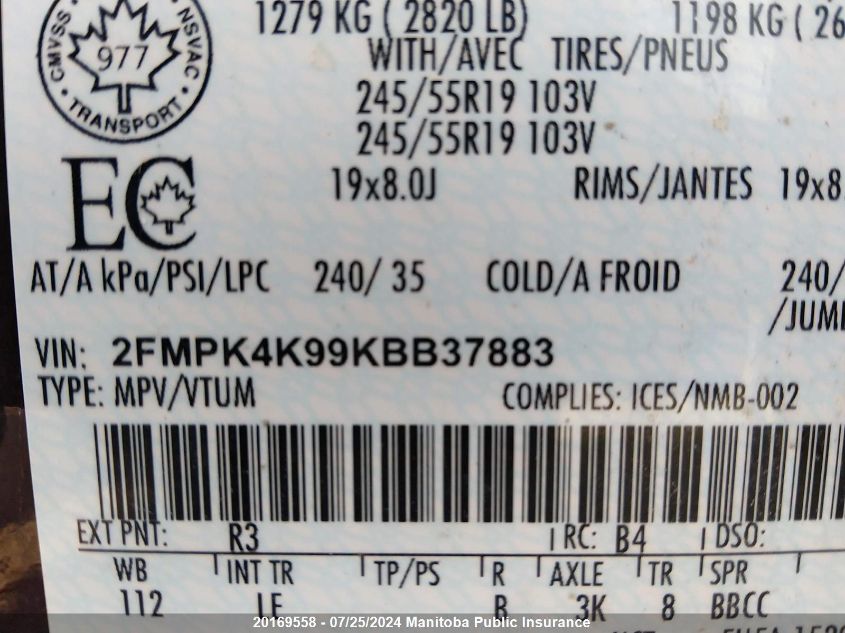 1279 KG ( 2820 LB) 1198 KG ( 26
WITH/AVEC TIRES/PNEUS
CMVSS NSVAC
977
TRANSPORT
245/55R19 103V
245/55R19 103V
EC
19x8.0J RIMS/JANTES 19x8.
AT/A kPa/PSI/LPC 240/ 35 COLD/A FROID 240/
/JUM
VIN: 2FMPK4K99KBB37883
TYPE: MPV/VTUM COMPLIES: ICES/NMB-002
EXT PNT: R3 RC: B4 DSO:
WB INT TR TP/PS R AXLE TR SPR
112 LF B 3K 8 BBCC
20169558 - 07/25/2024 Manitoba Public Insurance